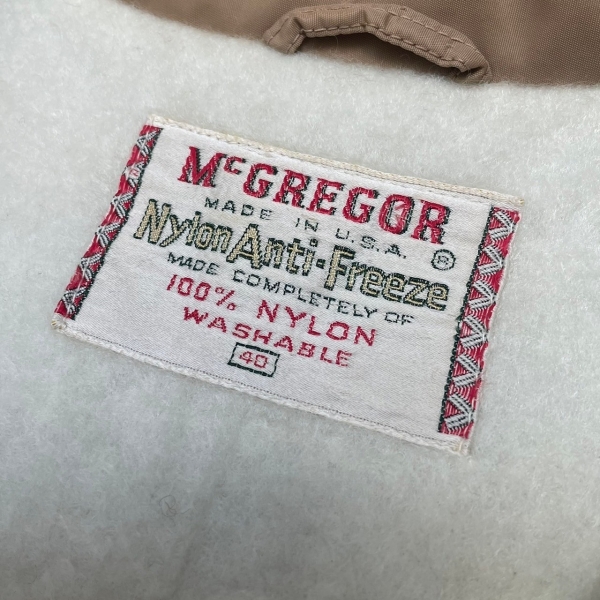 McGREGOR
MADE IN U.S.A. ®
Nylon Anti-Freeze
MADE COMPLETELY OF
100% NYLON
WASHABLE
40